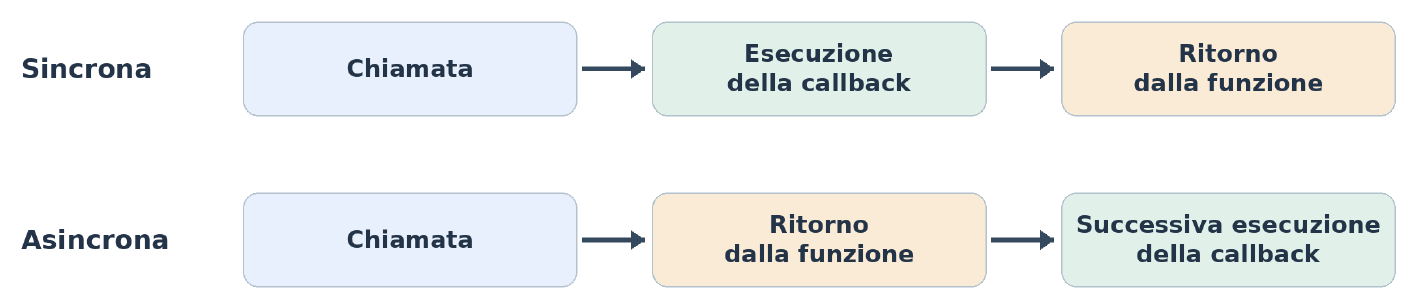 Sincrona
Chiamata
Esecuzione
della callback
Ritorno
dalla funzione
Asincrona
Chiamata
Ritorno
dalla funzione
Successiva esecuzione
della callback